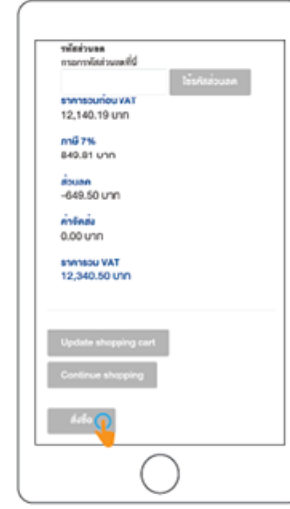 รหัสส่วนลด
กรอกรหัสส่วนลดที่นี่
ใช้รหัสส่วนลด
ราคารวมก่อน VAT
12,140.19 บาท
ภาษี 7%
849.81 บาท
ส่วนลด
-649.50 บาท
ค่าจัดส่ง
0.00 บาท
ราคารวม VAT
12,340.50 บาท
Update shopping cart
Continue shopping
สั่งซื้อ